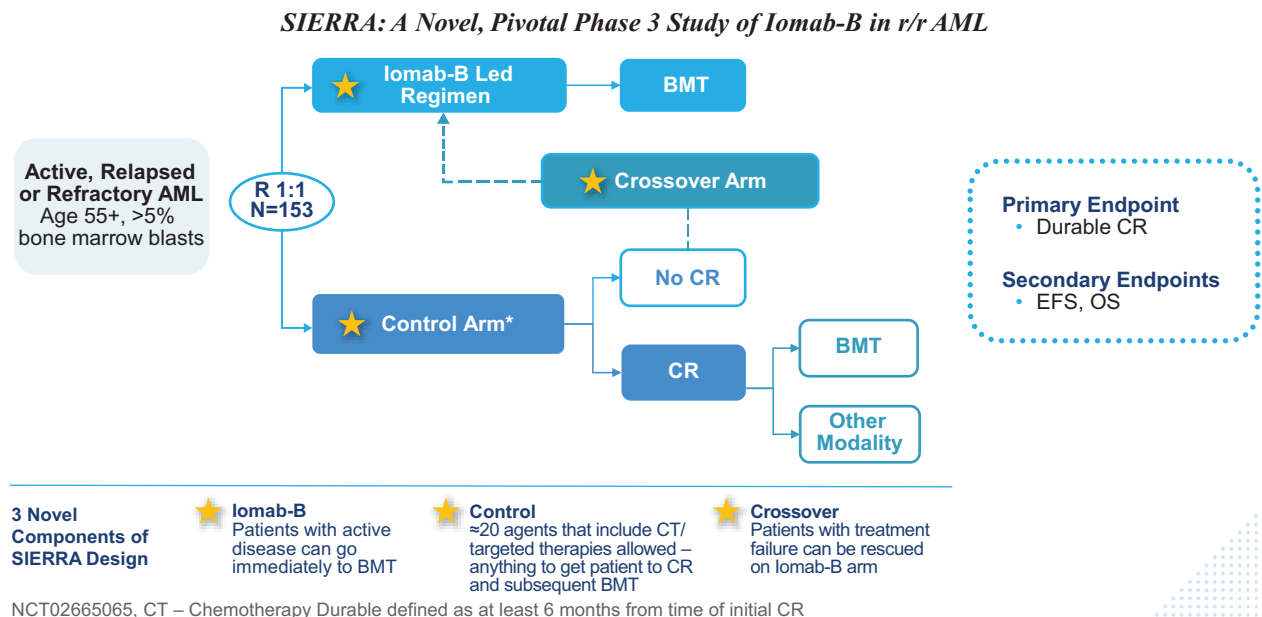 SIERRA: A Novel, Pivotal Phase 3 Study of Iomab-B in r/r AML
Active, Relapsed
or Refractory AML
Age 55+, >5%
bone marrow blasts
R 1:1
N=153
Iomab-B Led
Regimen
BMT
Crossover Arm
No CR
Control Arm*
CR
BMT
Other
Modality
Primary Endpoint
• Durable CR
Secondary Endpoints
• EFS, OS
3 Novel
Components of
SIERRA Design
Iomab-B
Patients with active
disease can go
immediately to BMT
Control
≈20 agents that include CT/
targeted therapies allowed –
anything to get patient to CR
and subsequent BMT
Crossover
Patients with treatment
failure can be rescued
on Iomab-B arm
NCT02665065, CT – Chemotherapy Durable defined as at least 6 months from time of initial CR